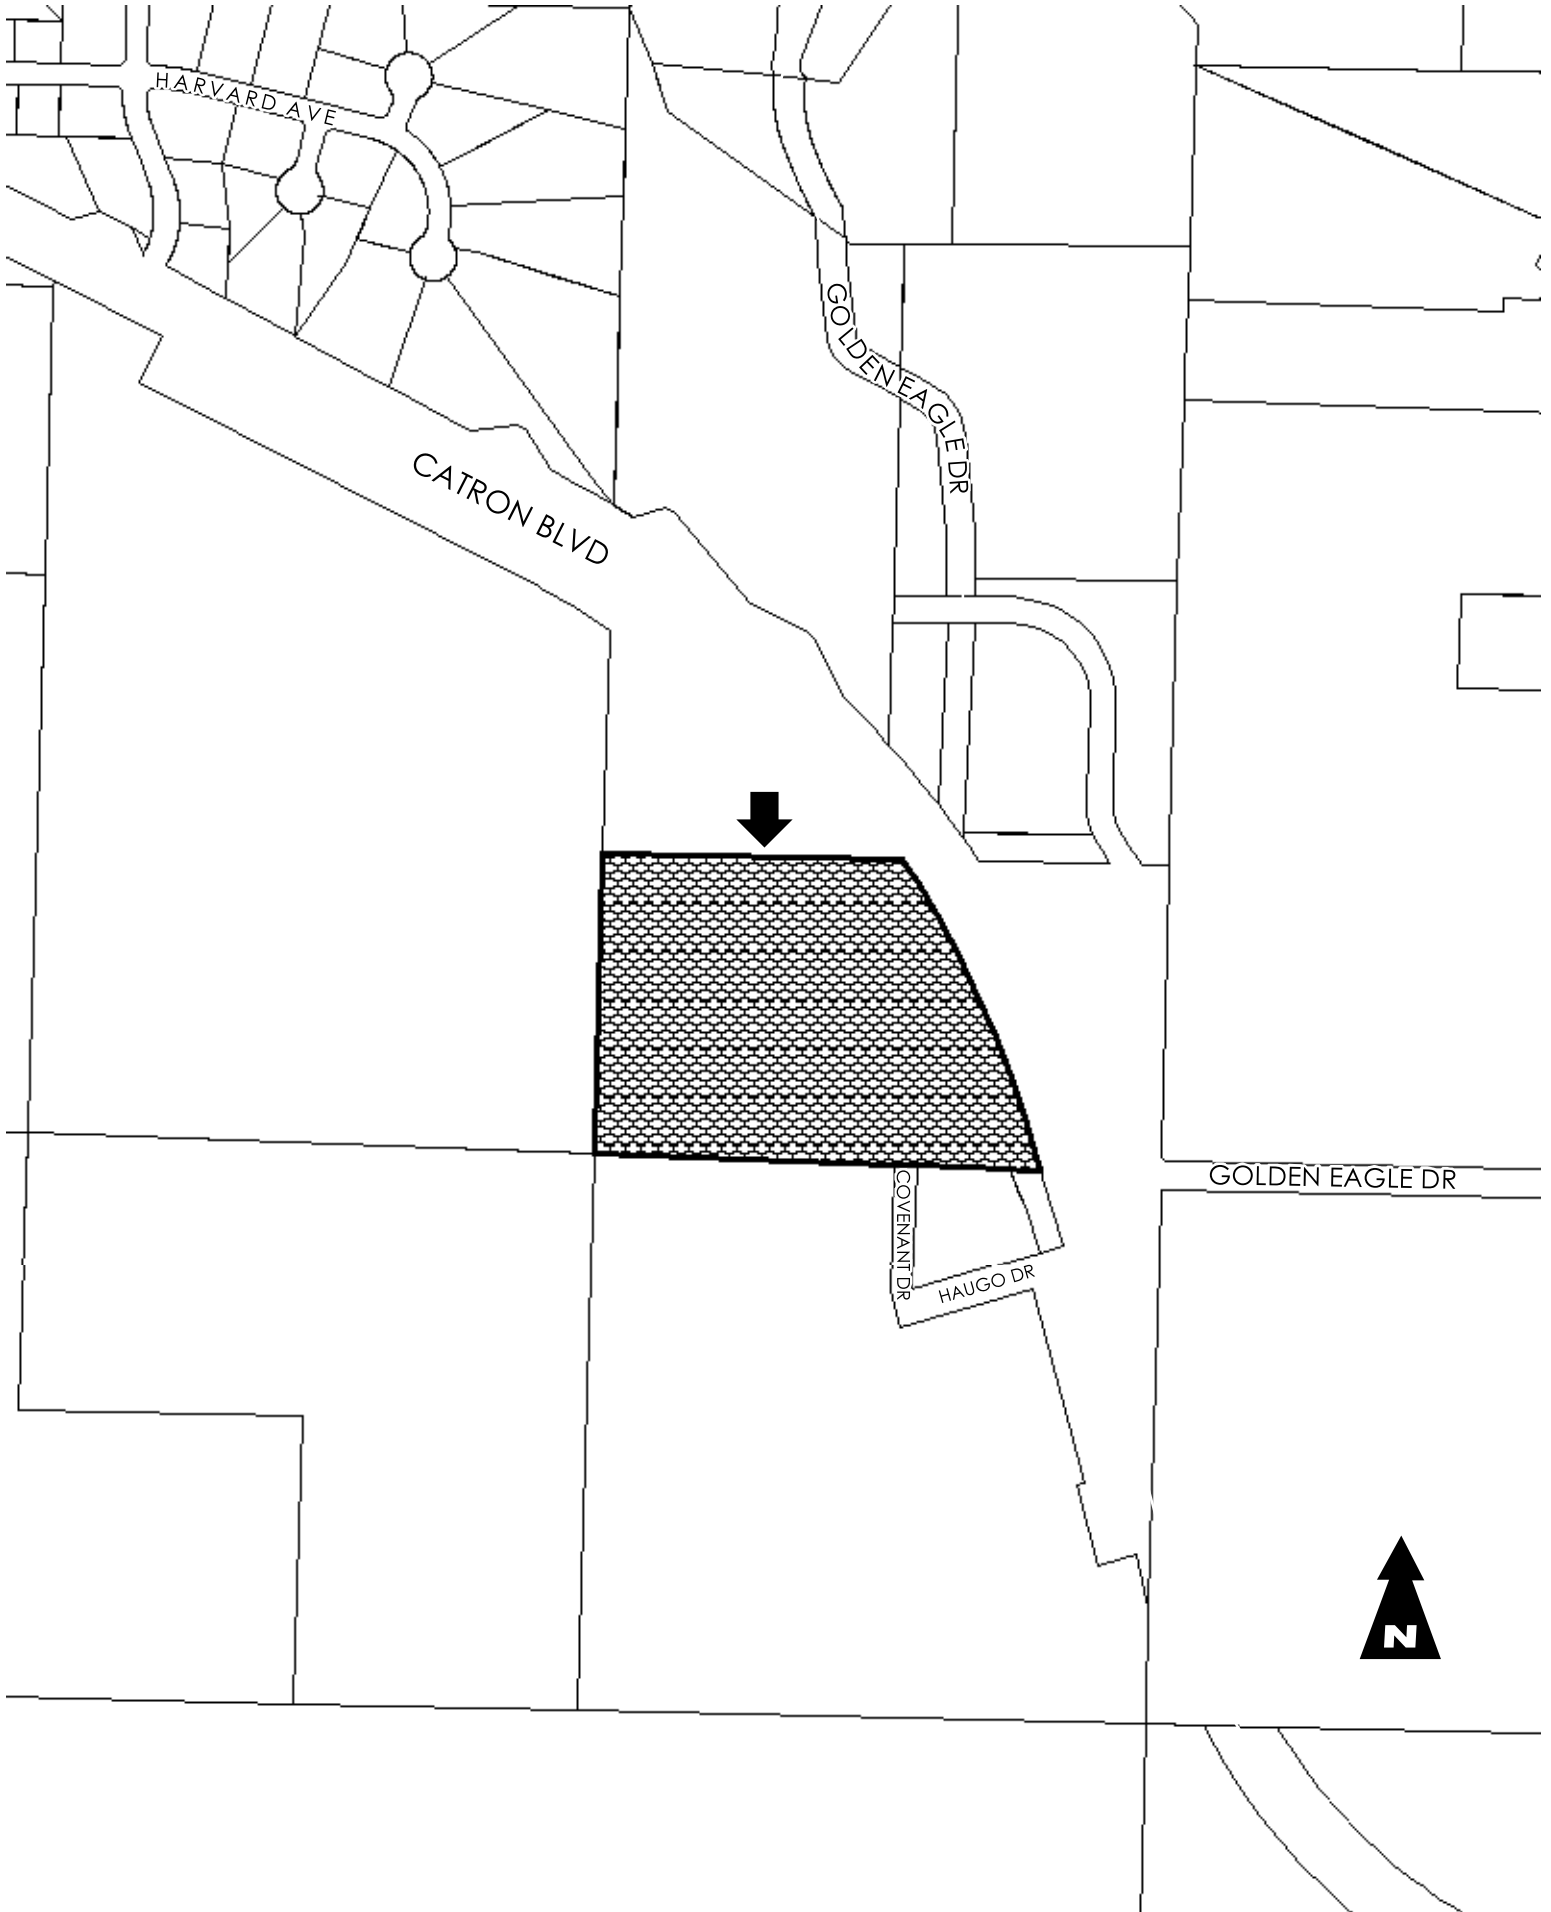 HARVARD AVE
GOLDEN EAGLE DR
CATRON BLVD
GOLDEN EAGLE DR
COVENANT DR
HAUGO DR
N